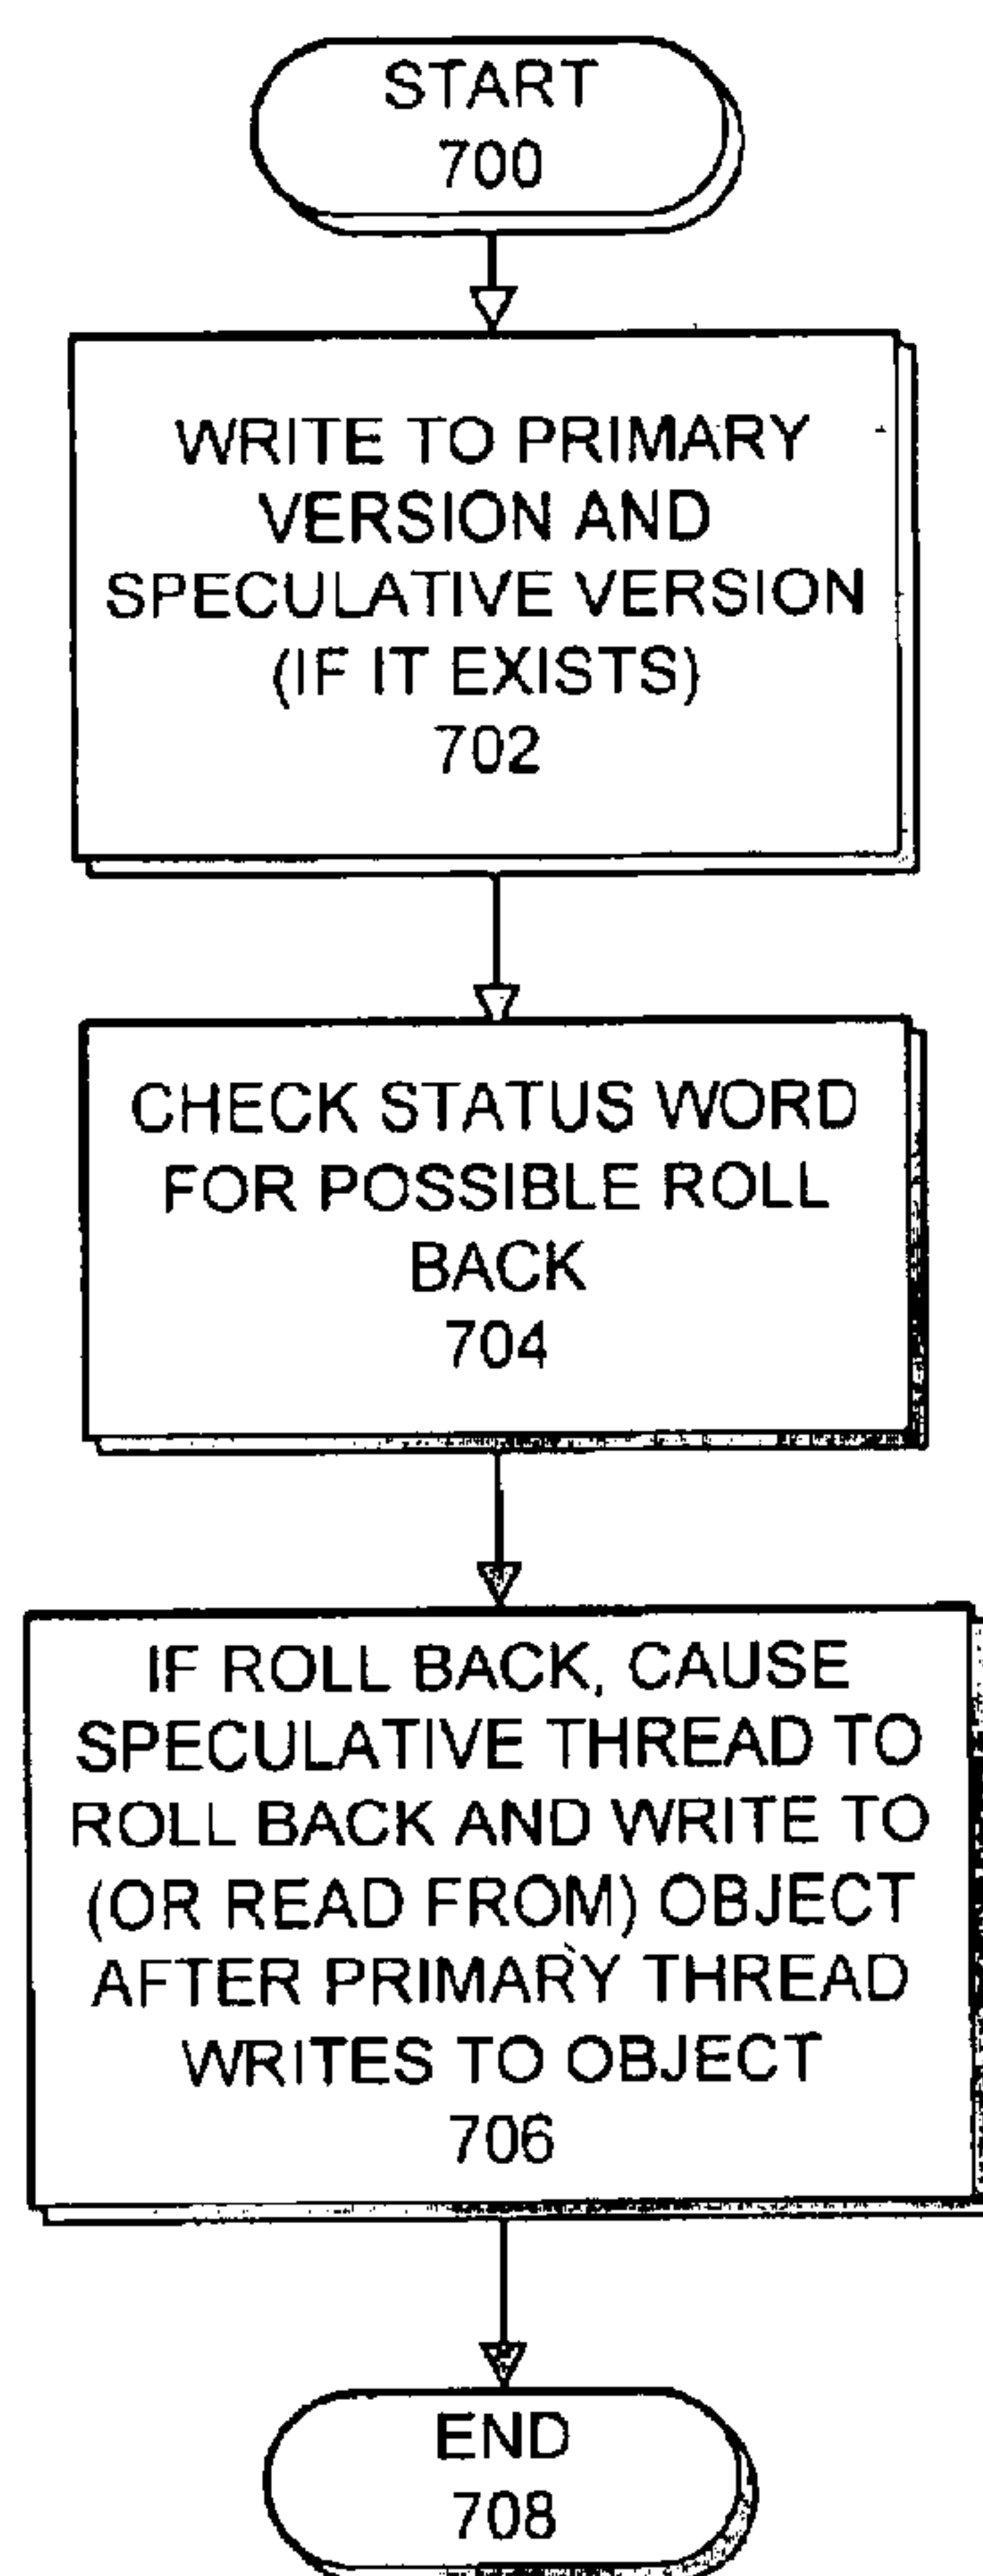 START
700
WRITE TO PRIMARY
VERSION AND
SPECULATIVE VERSION
(IF IT EXISTS)
702
CHECK STATUS WORD
FOR POSSIBLE ROLL
BACK
704
IF ROLL BACK, CAUSE
SPECULATIVE THREAD TO
ROLL BACK AND WRITE TO
(OR READ FROM) OBJECT
AFTER PRIMARY THREAD
WRITES TO OBJECT
706
END
708